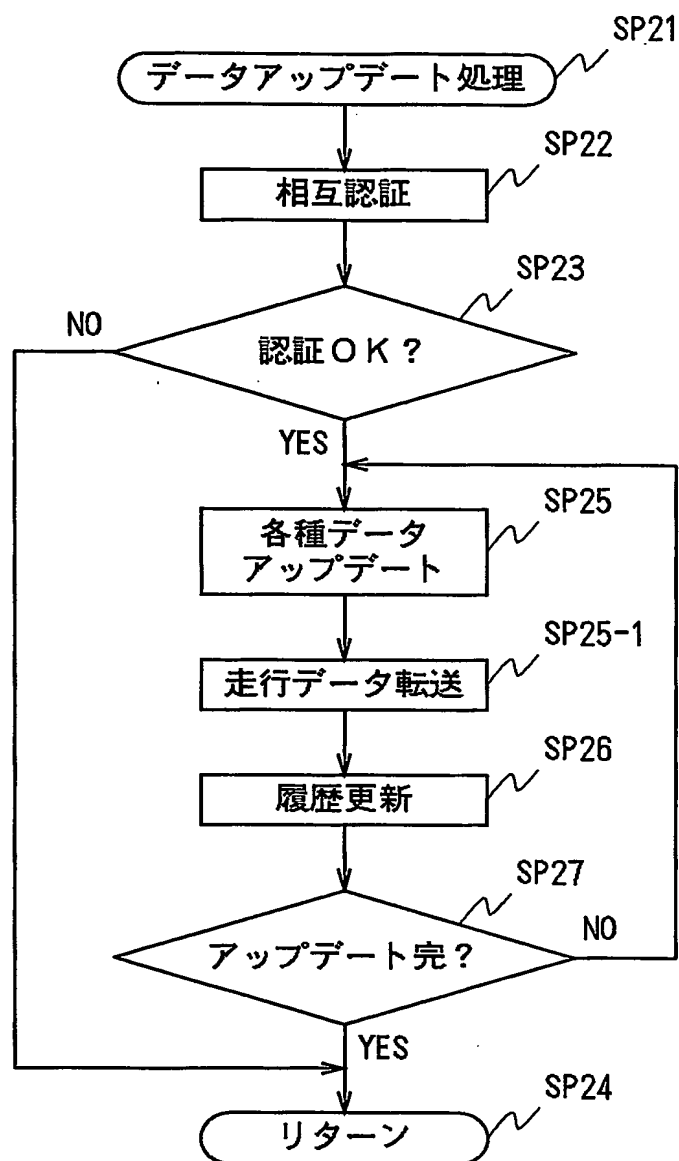 SP21
データアップデート処理
SP22
相互認証
SP23
NO
認証OK?
YES
SP25
各種データ
アップデート
SP25-1
走行データ転送
SP26
履歴更新
SP27
アップデート完?
NO
YES
SP24
リターン